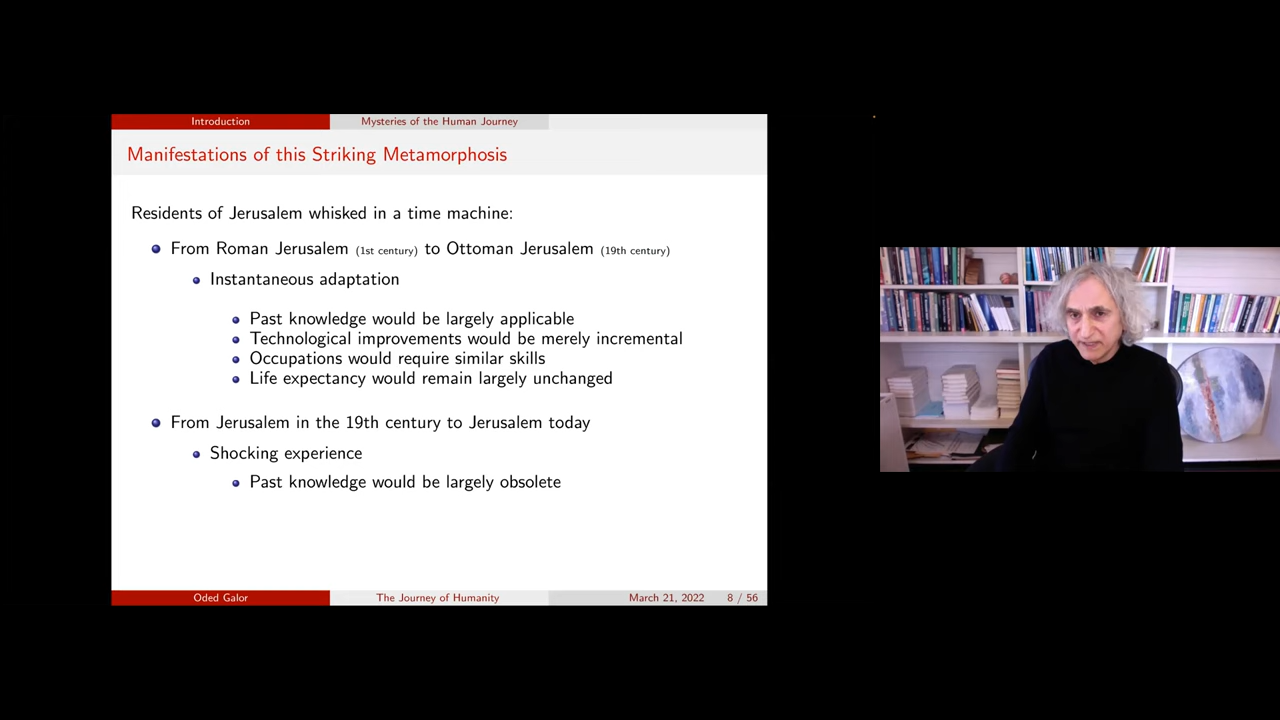 Introduction
Mysteries of the Human Journey
Manifestations of this Striking Metamorphosis
Residents of Jerusalem whisked in a time machine:
From Roman Jerusalem (1st century) to Ottoman Jerusalem (19th century)
Instantaneous adaptation
Past knowledge would be largely applicable
Technological improvements would be merely incremental
Occupations would require similar skills
Life expectancy would remain largely unchanged
From Jerusalem in the 19th century to Jerusalem today
Shocking experience
Past knowledge would be largely obsolete
Oded Galor
The Journey of Humanity
March 21, 2022
8 / 56